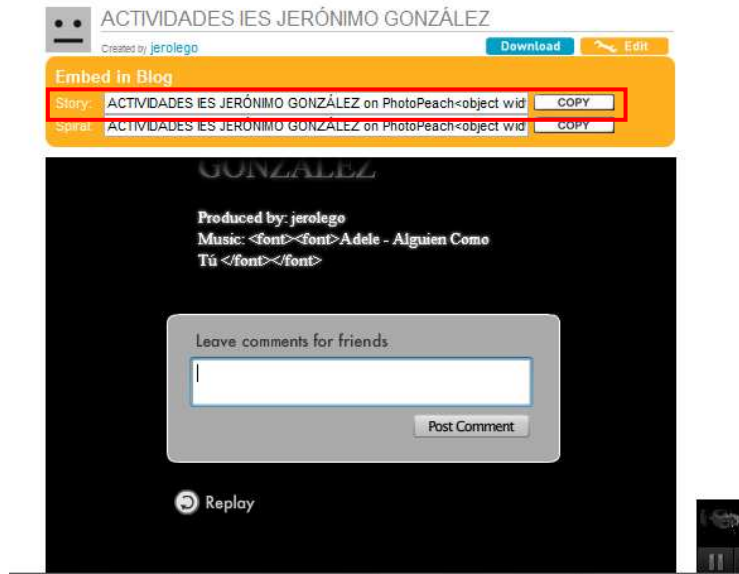 ACTIVIDADES IES JERÓNIMO GONZÁLEZ
Created by jerolego
Download Edit
Embed in Blog
Story: ACTIVIDADES IES JERÓNIMO GONZÁLEZ on PhotoPeach<object wid COPY
Spiral: ACTIVIDADES IES JERÓNIMO GONZÁLEZ on PhotoPeach<object wid COPY
GONZÁLEZ
Produced by: jerolego
Music: <font><font>Adele - Alguien Como
Tú </font></font>
Leave comments for friends
Post Comment
Replay